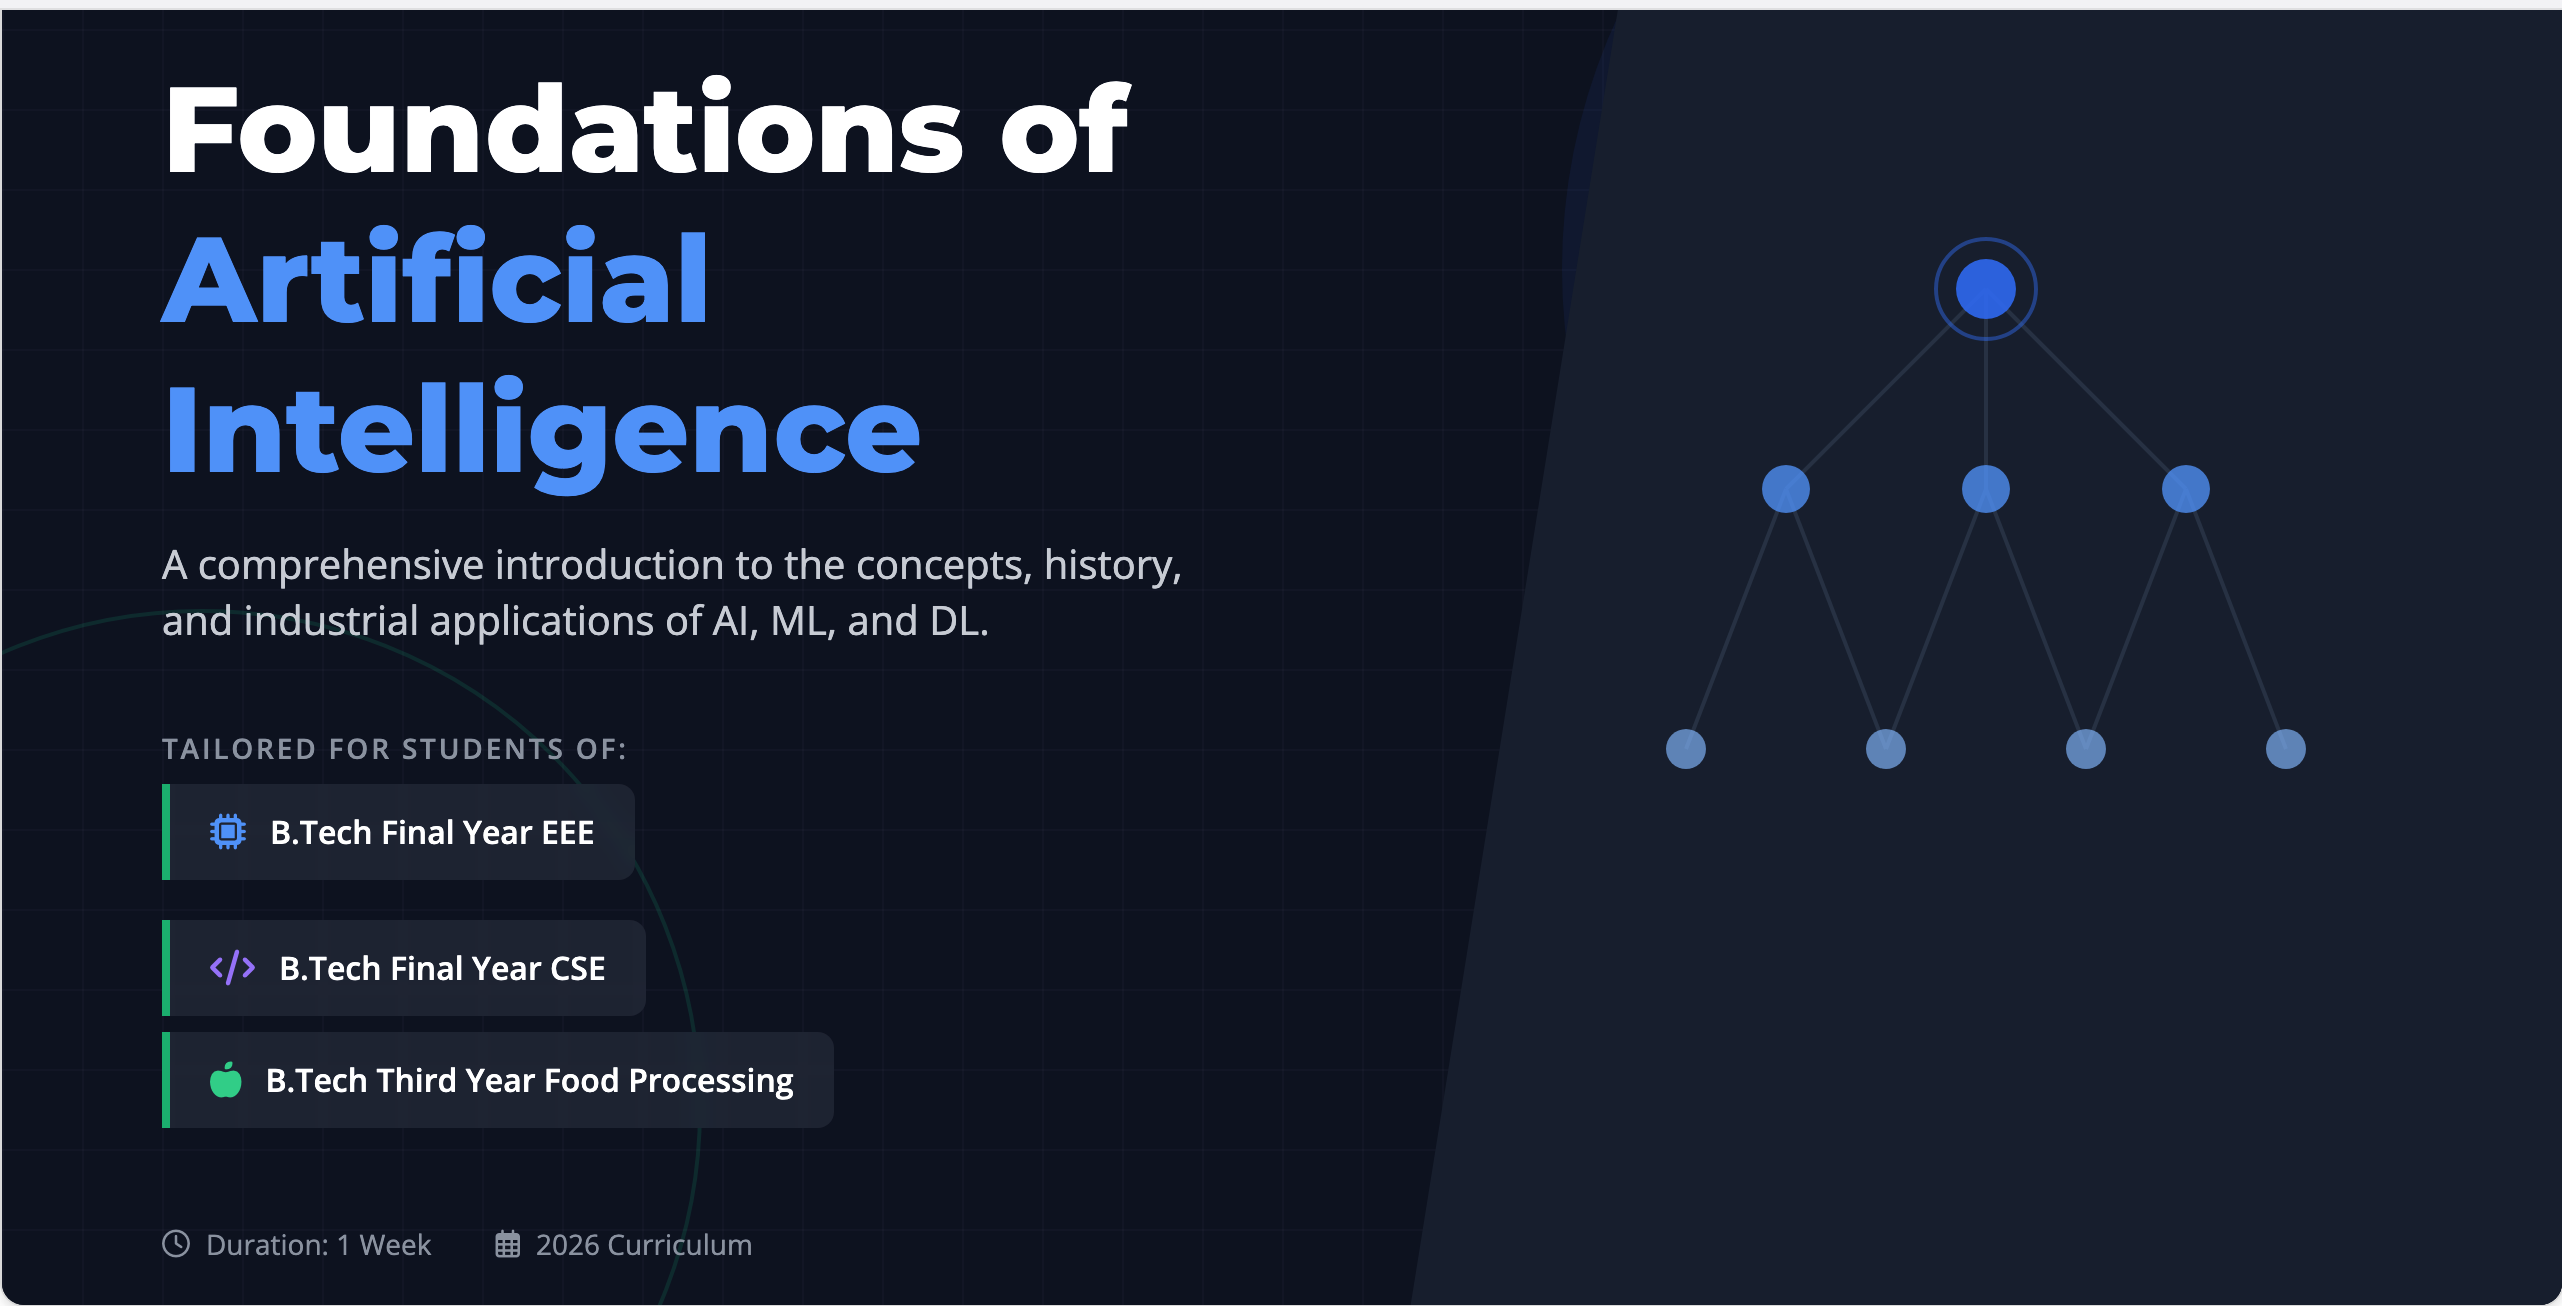 Foundations of
Artificial
Intelligence
A comprehensive introduction to the concepts, history,
and industrial applications of AI, ML, and DL.
TAILORED FOR STUDENTS OF:
B.Tech Final Year EEE
B.Tech Final Year CSE
B.Tech Third Year Food Processing
Duration: 1 Week
2026 Curriculum